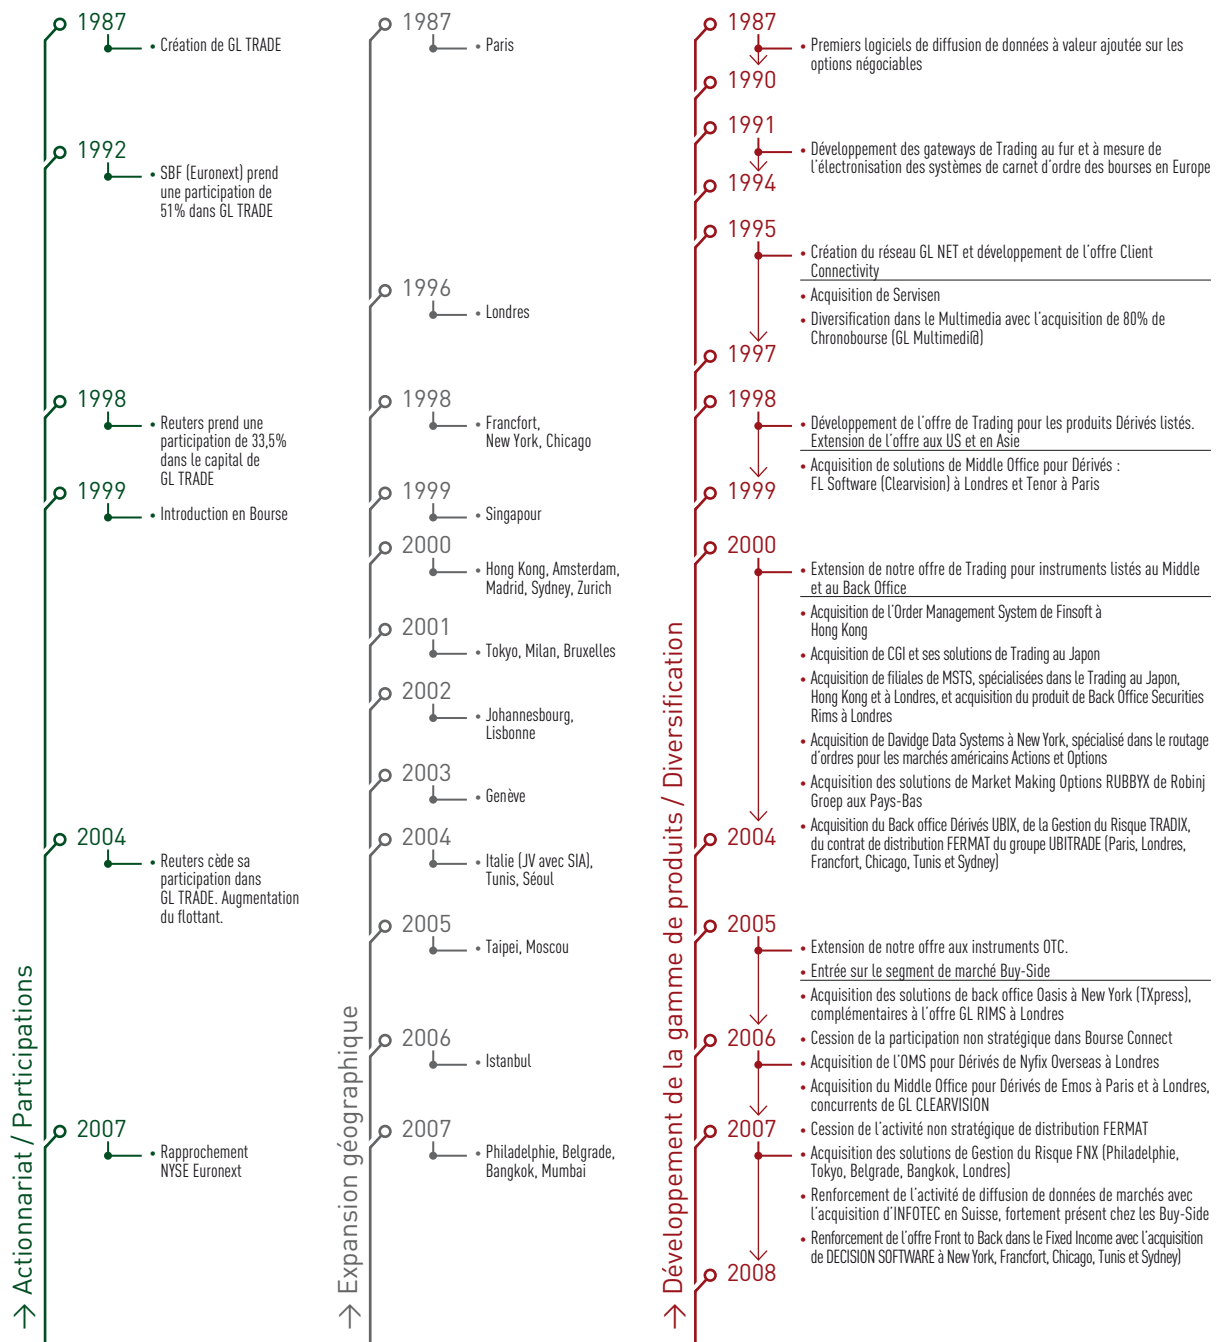 → Actionnariat / Participations
1987
• Création de GL TRADE
1992
• SBF (Euronext) prend
une participation de
51% dans GL TRADE
1998
• Reuters prend une
participation de 33,5%
dans le capital de
GL TRADE
1999
• Introduction en Bourse
2004
• Reuters cède sa
participation dans
GL TRADE. Augmentation
du flottant.
2007
• Rapprochement
NYSE Euronext
→ Expansion géographique
1987
• Paris
1996
• Londres
1998
• Francfort,
New York, Chicago
1999
• Singapour
2000
• Hong Kong, Amsterdam,
Madrid, Sydney, Zurich
2001
• Tokyo, Milan, Bruxelles
2002
• Johannesbourg,
Lisbonne
2003
• Genève
2004
• Italie (JV avec SIA),
Tunis, Séoul
2005
• Taipei, Moscou
2006
• Istanbul
2007
• Philadelphie, Belgrade,
Bangkok, Mumbai
→ Développement de la gamme de produits / Diversification
1987
• Premiers logiciels de diffusion de données à valeur ajoutée sur les
options négociables
1990
1991
• Développement des gateways de Trading au fur et à mesure de
l'électronisation des systèmes de carnet d'ordre des bourses en Europe
1994
1995
• Création du réseau GL NET et développement de l'offre Client
Connectivity
• Acquisition de Servisen
• Diversification dans le Multimedia avec l'acquisition de 80% de
Chronobourse (GL Multimedi@)
1997
1998
• Développement de l'offre de Trading pour les produits Dérivés listés.
Extension de l'offre aux US et en Asie
• Acquisition de solutions de Middle Office pour Dérivés :
FL Software (Clearvision) à Londres et Tenor à Paris
1999
2000
• Extension de notre offre de Trading pour instruments listés au Middle
et au Back Office
• Acquisition de l'Order Management System de Finsoft à
Hong Kong
• Acquisition de CGI et ses solutions de Trading au Japon
• Acquisition de filiales de MSTS, spécialisées dans le Trading au Japon,
Hong Kong et à Londres, et acquisition du produit de Back Office Securities
Rims à Londres
• Acquisition de Davidge Data Systems à New York, spécialisé dans le routage
d'ordres pour les marchés américains Actions et Options
• Acquisition des solutions de Market Making Options RUBBYX de Robinj
Groep aux Pays-Bas
• Acquisition du Back office Dérivés UBIX, de la Gestion du Risque TRADIX,
du contrat de distribution FERMAT du groupe UBITRADE (Paris, Londres,
Francfort, Chicago, Tunis et Sydney)
2004
2005
• Extension de notre offre aux instruments OTC.
• Entrée sur le segment de marché Buy-Side
• Acquisition des solutions de back office Oasis à New York (TXpress),
complémentaires à l'offre GL RIMS à Londres
2006
• Cession de la participation non stratégique dans Bourse Connect
• Acquisition de l'OMS pour Dérivés de Nyfix Overseas à Londres
• Acquisition du Middle Office pour Dérivés de Emos à Paris et à Londres,
concurrents de GL CLEARVISION
2007
• Cession de l'activité non stratégique de distribution FERMAT
• Acquisition des solutions de Gestion du Risque FNX (Philadelphie,
Tokyo, Belgrade, Bangkok, Londres)
• Renforcement de l'activité de diffusion de données de marchés avec
l'acquisition d'INFOTEC en Suisse, fortement présent chez les Buy-Side
• Renforcement de l'offre Front to Back dans le Fixed Income avec l'acquisition
de DECISION SOFTWARE à New York, Francfort, Chicago, Tunis et Sydney)
2008